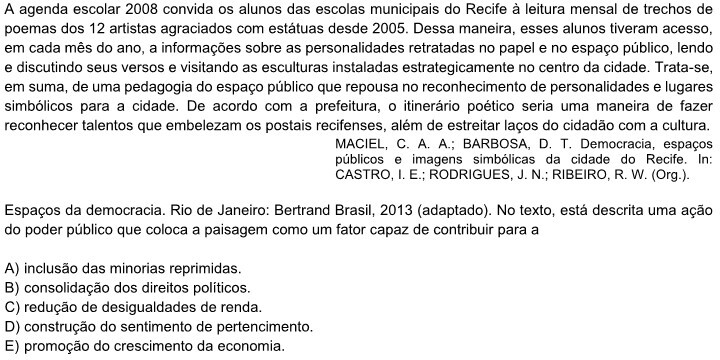 A agenda escolar 2008 convida os alunos das escolas municipais do Recife à leitura mensal de trechos de
poemas dos 12 artistas agraciados com estátuas desde 2005. Dessa maneira, esses alunos tiveram acesso,
em cada mês do ano, a informações sobre as personalidades retratadas no papel e no espaço público, lendo
e discutindo seus versos e visitando as esculturas instaladas estrategicamente no centro da cidade. Trata-se,
em suma, de uma pedagogia do espaço público que repousa no reconhecimento de personalidades e lugares
simbólicos para a cidade. De acordo com a prefeitura, o itinerário poético seria uma maneira de fazer
reconhecer talentos que embelezam os postais recifenses, além de estreitar laços do cidadão com a cultura.
MACIEL, C. A. A.; BARBOSA, D. T. Democracia, espaços
públicos e imagens simbólicas da cidade do Recife. In:
CASTRO, I. E.; RODRIGUES, J. N.; RIBEIRO, R. W. (Org.).
Espaços da democracia. Rio de Janeiro: Bertrand Brasil, 2013 (adaptado). No texto, está descrita uma ação
do poder público que coloca a paisagem como um fator capaz de contribuir para a
A) inclusão das minorias reprimidas.
B) consolidação dos direitos políticos.
C) redução de desigualdades de renda.
D) construção do sentimento de pertencimento.
E) promoção do crescimento da economia.